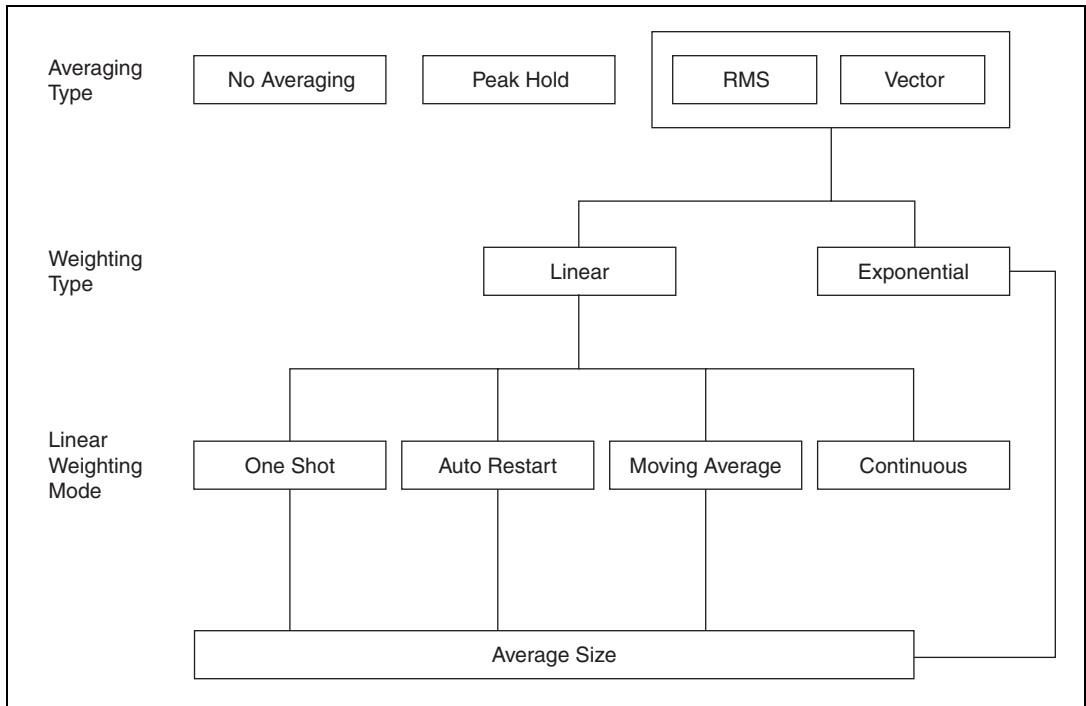 Averaging
Type
No Averaging
Peak Hold
RMS
Vector
Weighting
Type
Linear
Exponential
Linear
Weighting
Mode
One Shot
Auto Restart
Moving Average
Continuous
Average Size